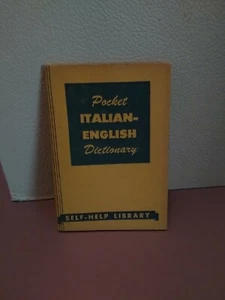 Pocket
ITALIAN-
ENGLISH
Dictionary
SELF-HELP LIBRARY